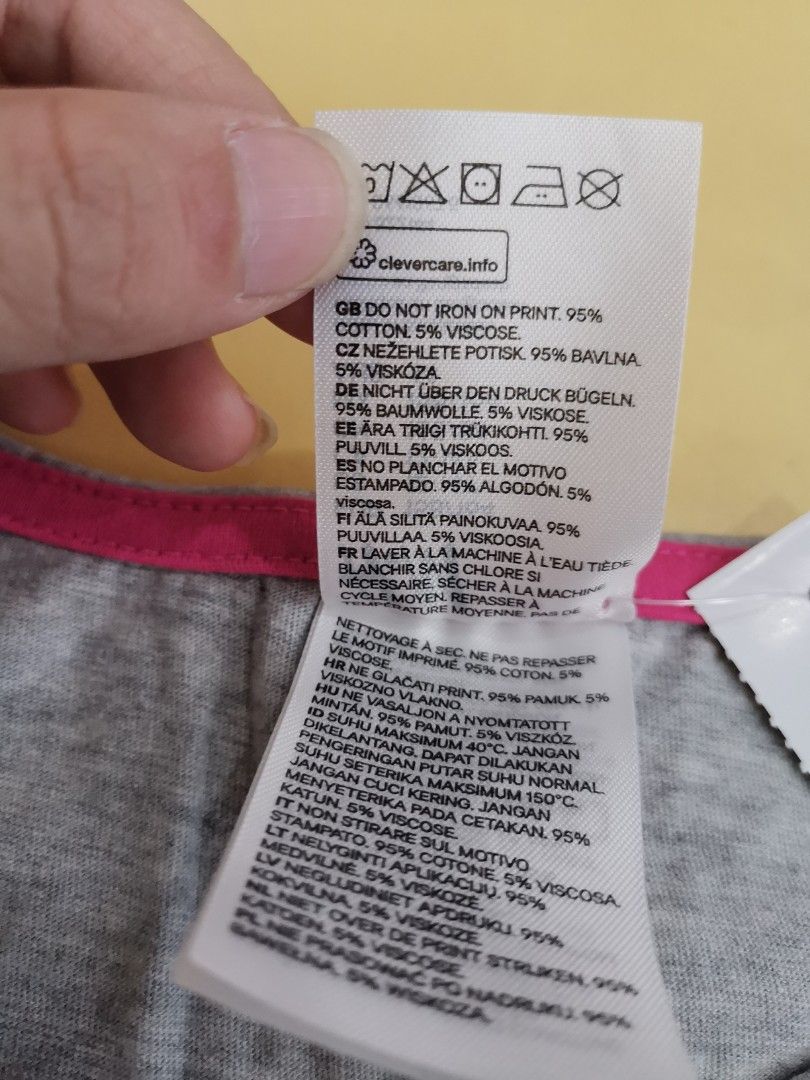 clevercare.info
GB DO NOT IRON ON PRINT. 95%
COTTON. 5% VISCOSE.
CZ NEŽEHLETE POTISK. 95% BAVLNA.
5% VISKÓZA.
DE NICHT ÜBER DEN DRUCK BÜGELN.
95% BAUMWOLLE. 5% VISKOSE.
EE ÄRA TRIIGI TRÜKIKOHTI. 95%
PUUVILL. 5% VISKOOS.
ES NO PLANCHAR EL MOTIVO
ESTAMPADO. 95% ALGODÓN. 5%
viscosa.
FI ÄLÄ SILITÄ PAINOKUVAA. 95%
PUUVILLAA. 5% VISKOOSIA.
FR LAVER À LA MACHINE À L'EAU TIÈDE.
BLANCHIR SANS CHLORE SI
NÉCESSAIRE. SÉCHER À LA MACHINE
CYCLE MOYEN. REPASSER À
TEMPÉRATURE MOYENNE. PAS DE
NETTOYAGE À SEC. NE PAS REPASSER
LE MOTIF IMPRIMÉ. 95% COTON. 5%
VISCOSE.
HR NE GLAČATI PRINT. 95% PAMUK. 5%
VISKOZNO VLAKNO.
HU NE VASALJON A NYOMTATOTT
MINTÁN. 95% PAMUT. 5% VISZKÓZ.
ID SUHU MAKSIMUM 40°C. JANGAN
DIKELANTANG. DAPAT DILAKUKAN
PENGERINGAN PUTAR SUHU NORMAL.
SUHU SETERIKA MAKSIMUM 150°C.
JANGAN CUCI KERING. JANGAN
MENYETERIKA PADA CETAKAN. 95%
KATUN. 5% VISCOSE.
IT NON STIRARE SUL MOTIVO
STAMPATO. 95% COTONE. 5% VISCOSA.
LT NELYGINTI APLIKACIJŲ. 95%
MEDVILNĖ. 5% VISKOZĖ.
LV NEGLUDINIET APDRUKU. 95%
KOKVILNA. 5% VISKOZE.
NL NIET OVER DE PRINT STRIJKEN. 95%
KATOEN. 5% VISCOSE.
PL NIE PRASOWAĆ PO NADRUKU. 95%
BAWEŁNA. 5% WISKOZA.